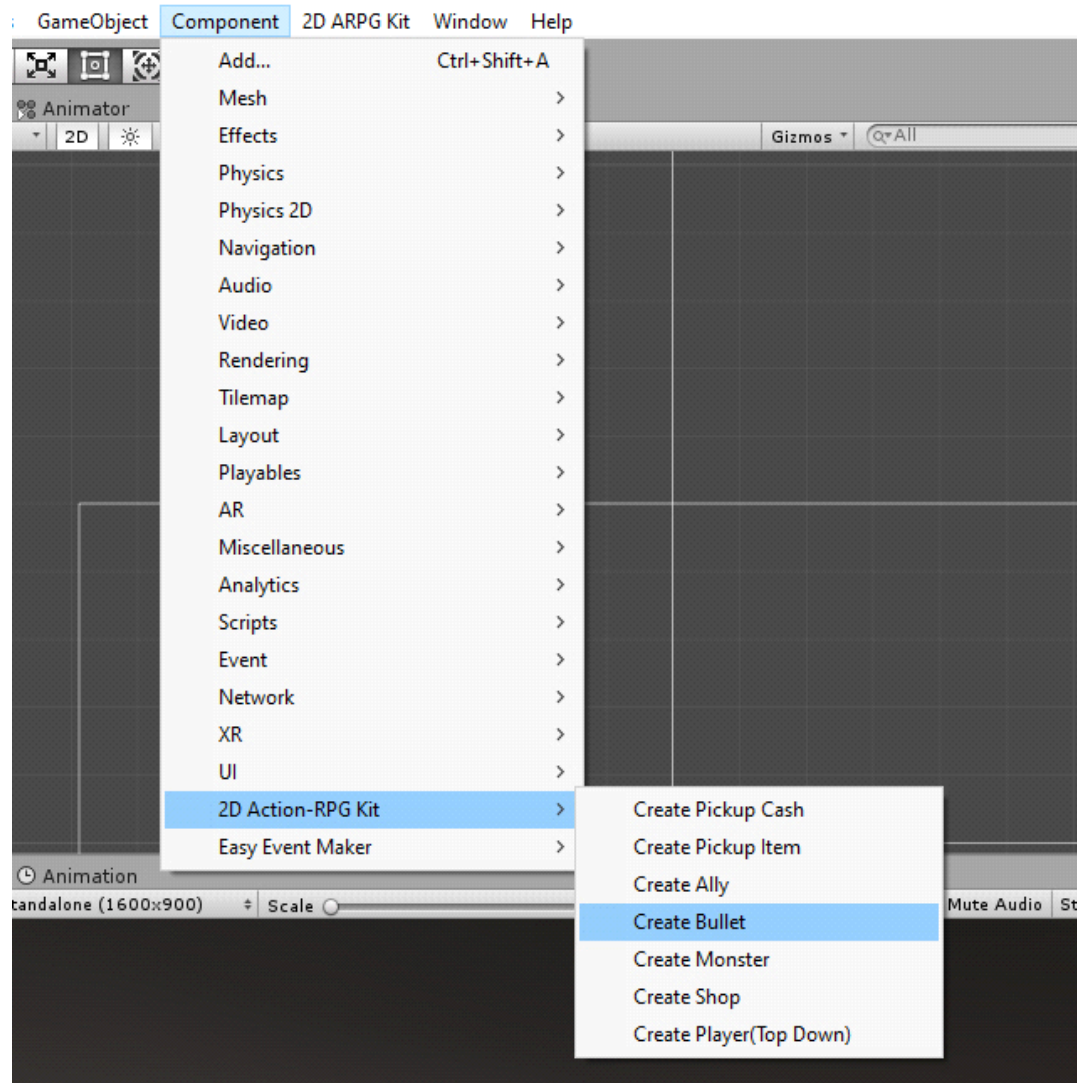 GameObject Component 2D ARPG Kit Window Help
Add... Ctrl+Shift+A
Animator
Mesh
2D
Gizmos
All
Effects
Physics
Physics 2D
Navigation
Audio
Video
Rendering
Tilemap
Layout
Playables
AR
Miscellaneous
Analytics
Scripts
Event
Network
XR
UI
2D Action-RPG Kit
Easy Event Maker
Create Pickup Cash
Create Pickup Item
Create Ally
Create Bullet
Create Monster
Create Shop
Create Player(Top Down)
Animation
tandalone (1600x900) Scale
Mute Audio St